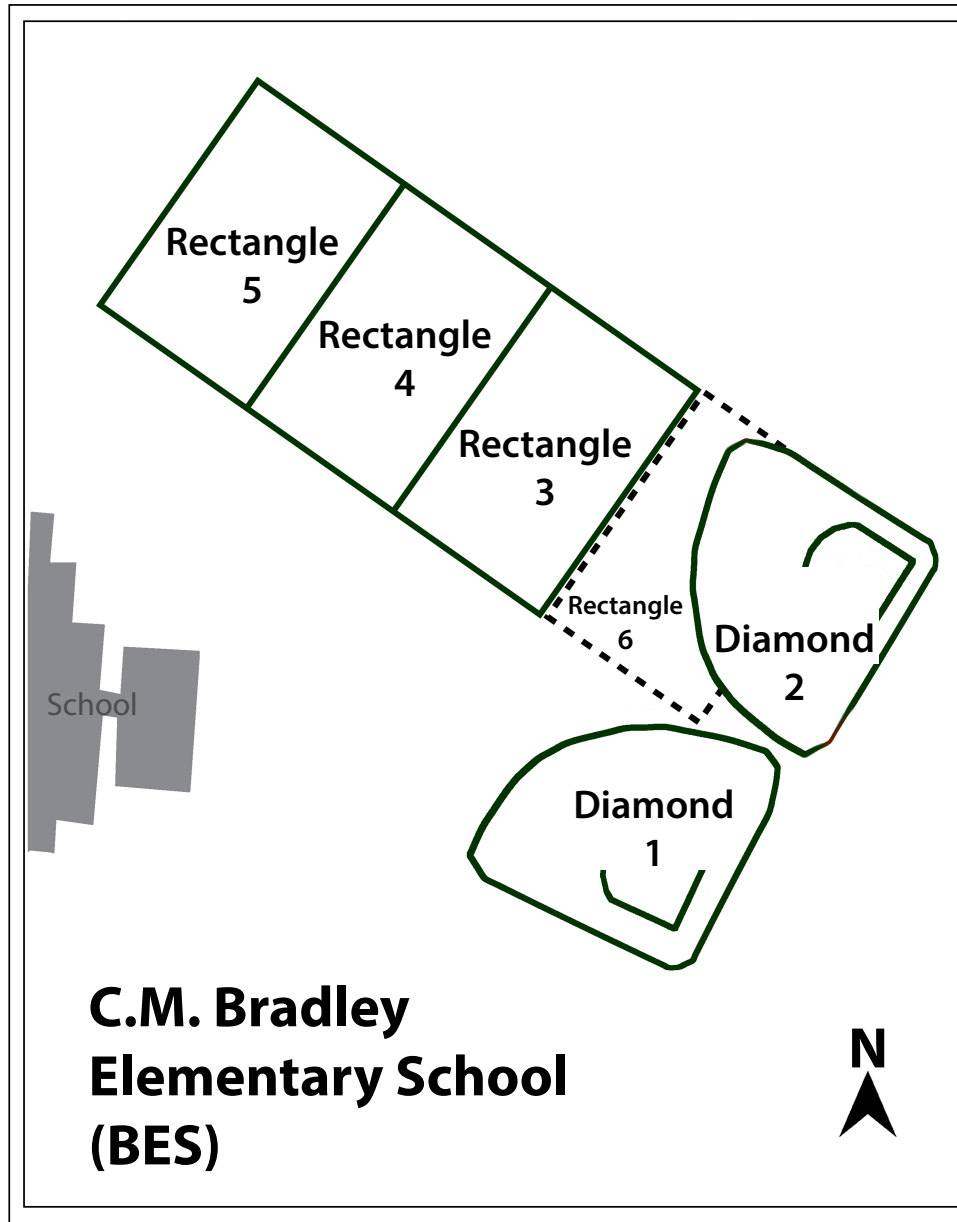 Rectangle
5
Rectangle
4
Rectangle
3
Rectangle
6
Diamond
2
School
Diamond
1
C.M. Bradley
Elementary School
(BES)
N